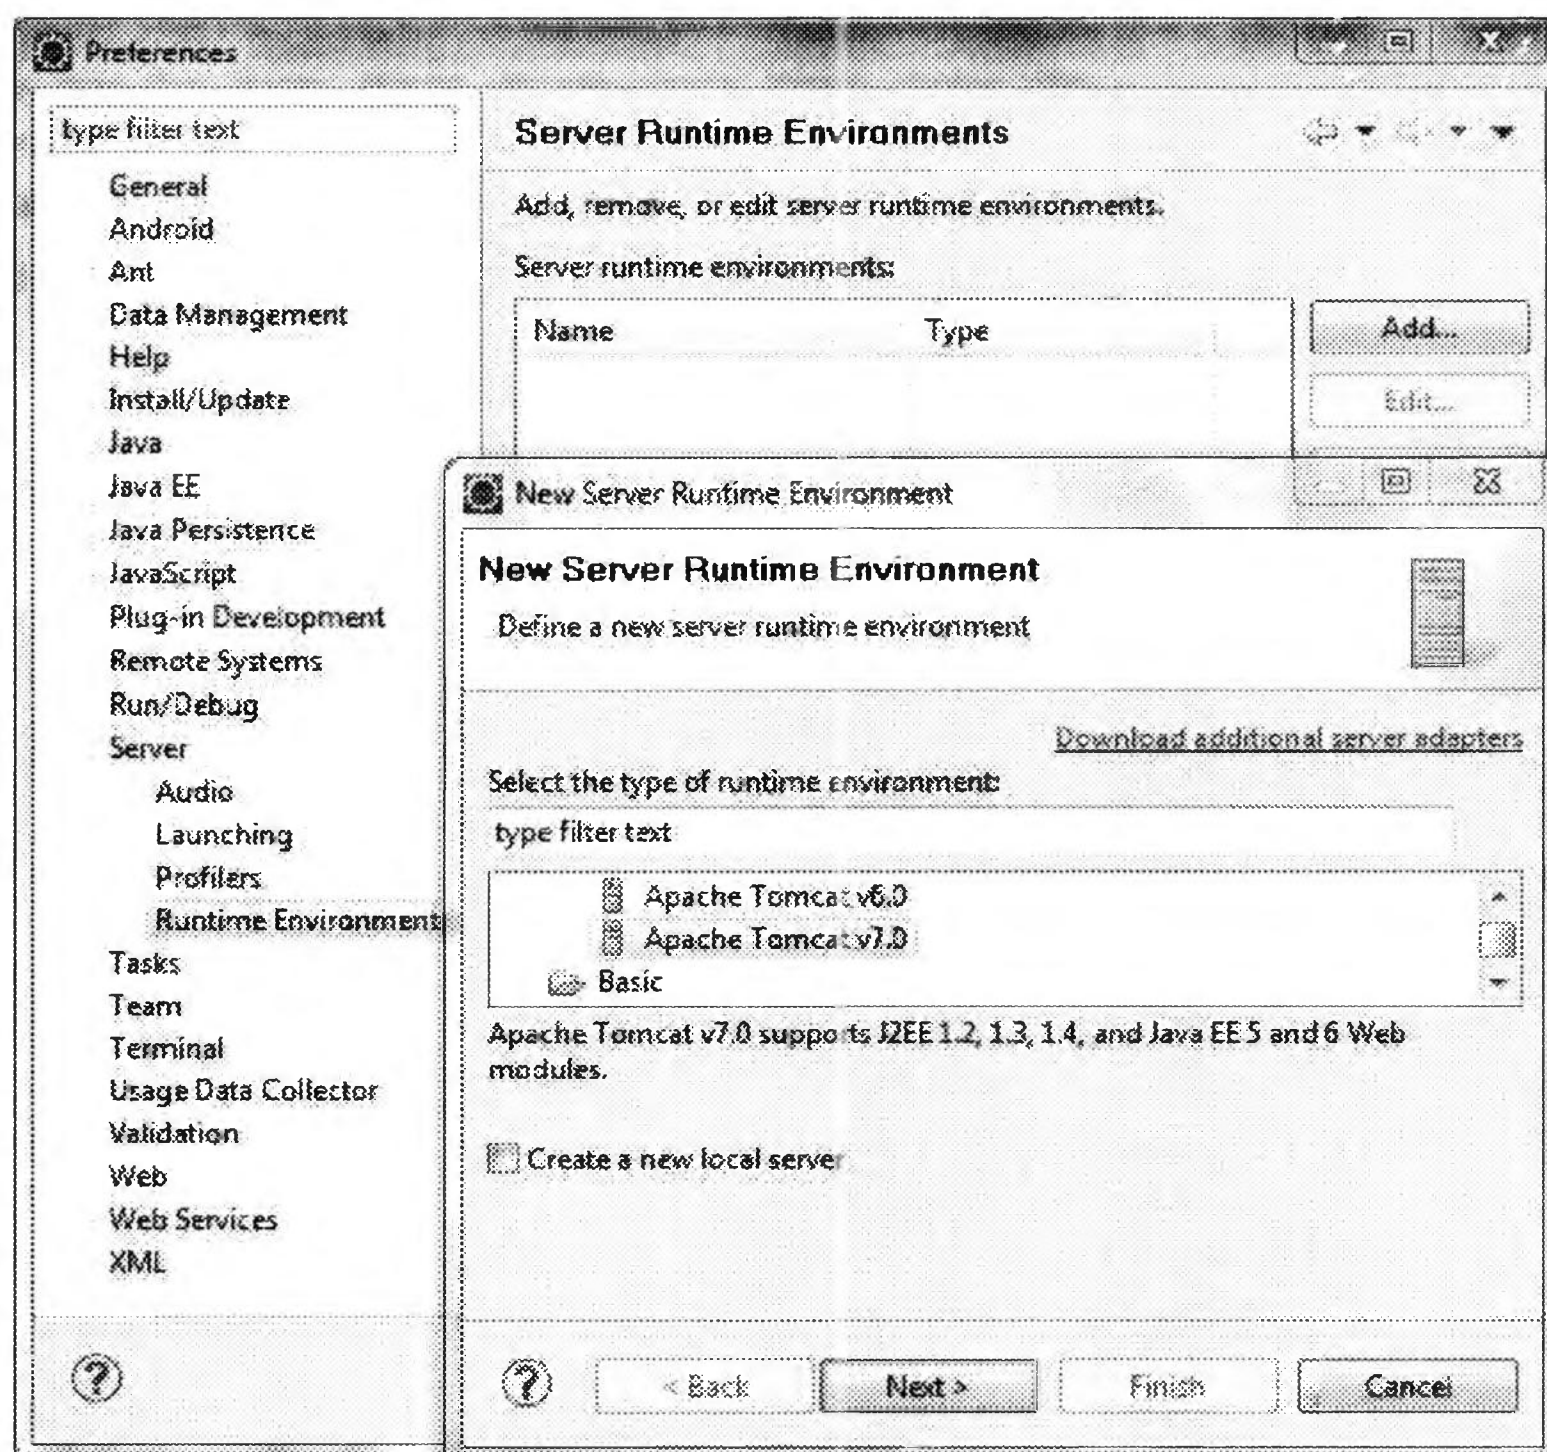 Preferences
type filter text
General
Android
Ant
Data Management
Help
Install/Update
Java
Java EE
Java Persistence
JavaScript
Plug-in Development
Remote Systems
Run/Debug
Server
Audio
Launching
Profilers
Runtime Environment
Tasks
Team
Terminal
Usage Data Collector
Validation
Web
Web Services
XML
Server Runtime Environments
Add, remove, or edit server runtime environments.
Server runtime environments:
Name Type
Add...
Edit...
New Server Runtime Environment
New Server Runtime Environment
Define a new server runtime environment
Download additional server adapters
Select the type of runtime environment:
type filter text
Apache Tomcat v6.0
Apache Tomcat v7.0
Basic
Apache Tomcat v7.0 supports J2EE 1.2, 1.3, 1.4, and Java EE 5 and 6 Web
modules.
Create a new local server
? < Back Next > Finish Cancel
?